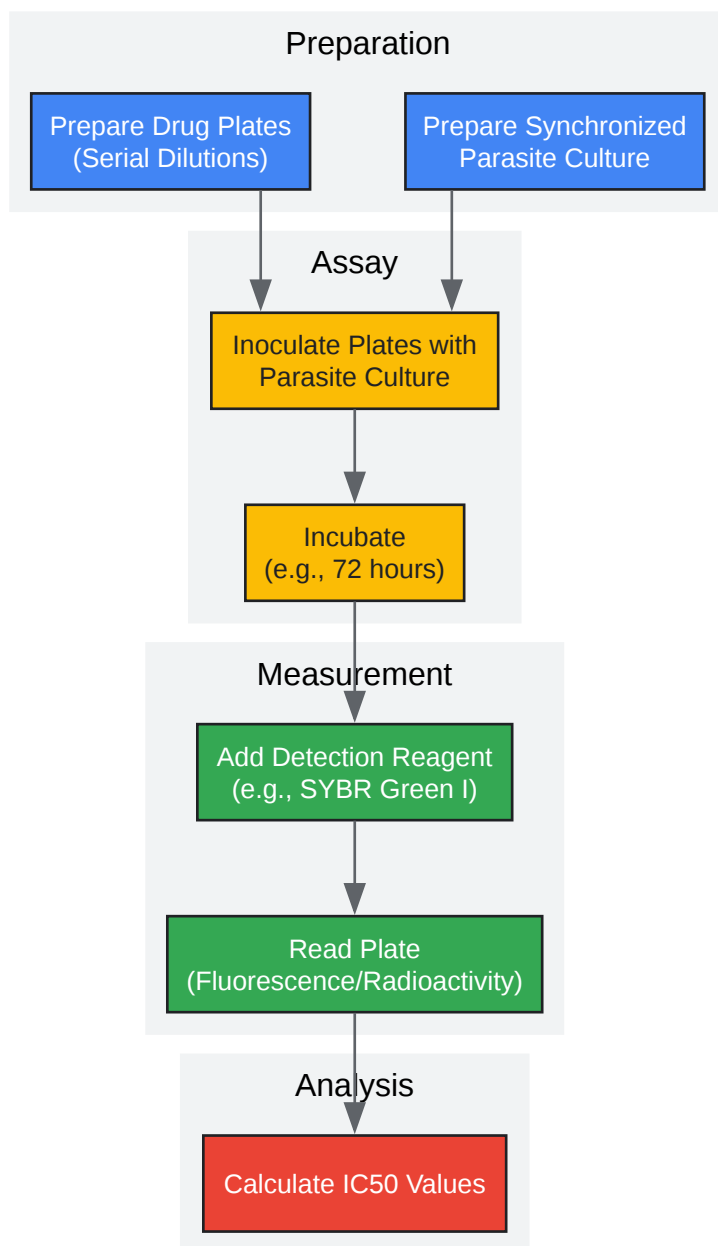 Preparation
Prepare Drug Plates
(Serial Dilutions)
Prepare Synchronized
Parasite Culture
Assay
Inoculate Plates with
Parasite Culture
Incubate
(e.g., 72 hours)
Measurement
Add Detection Reagent
(e.g., SYBR Green I)
Read Plate
(Fluorescence/Radioactivity)
Analysis
Calculate IC50 Values